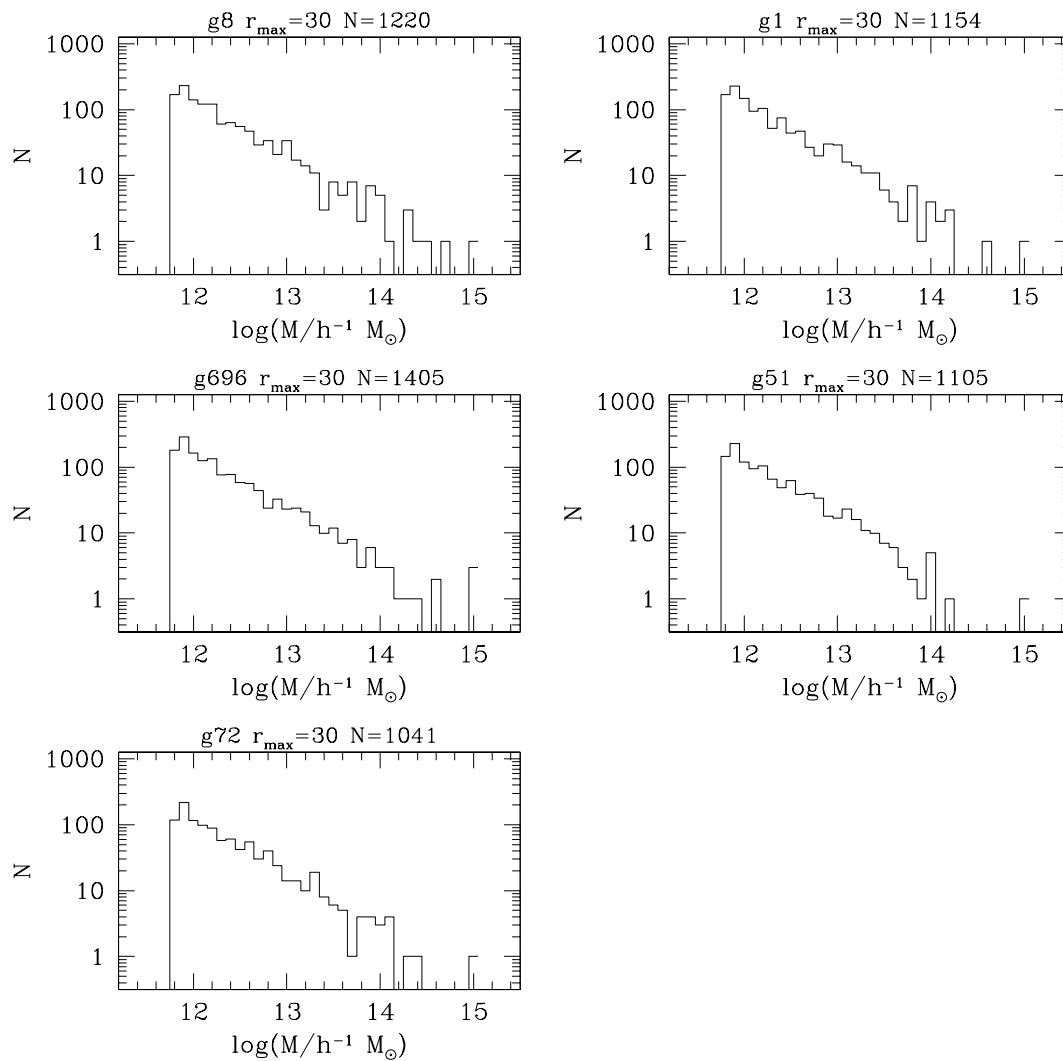 g8 r_max=30 N=1220
1000
100
10
1
N
12 13 14 15
log(M/h⁻¹ M☉)
g1 r_max=30 N=1154
1000
100
10
1
N
12 13 14 15
log(M/h⁻¹ M☉)
g696 r_max=30 N=1405
1000
100
10
1
N
12 13 14 15
log(M/h⁻¹ M☉)
g51 r_max=30 N=1105
1000
100
10
1
N
12 13 14 15
log(M/h⁻¹ M☉)
g72 r_max=30 N=1041
1000
100
10
1
N
12 13 14 15
log(M/h⁻¹ M☉)